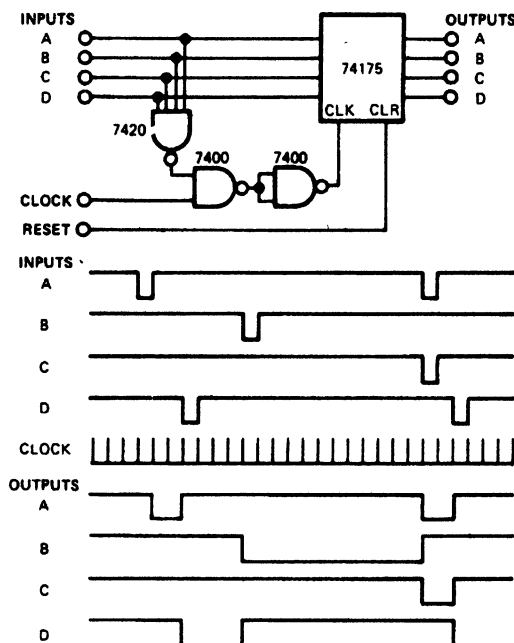 INPUTS
OUTPUTS
A
A
B
B
74175
C
C
D
D
CLK CLR
7420
7400
7400
CLOCK
RESET
INPUTS
A
B
C
D
CLOCK
OUTPUTS
A
B
C
D